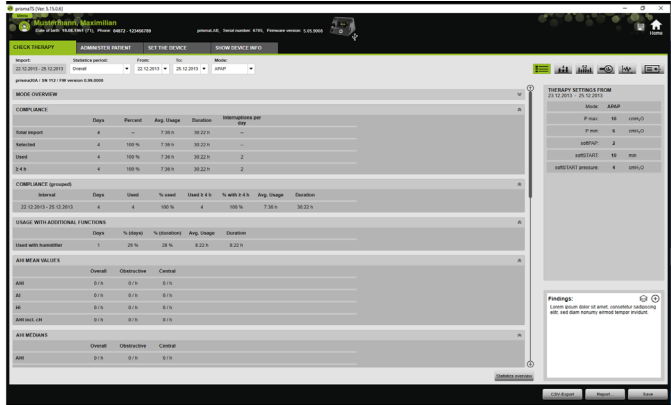 prismaTS [Ver. 5.15.0.6]
Menu
Mustermann, Maximilian
Date of birth: 10.08.1951 (71), Phone 04072 - 123456789
prismaLAB, Serial number 6705, Firmware version 5.05.9009
Home
CHECK THERAPY ADMINISTER PATIENT SET THE DEVICE SHOW DEVICE INFO
Import: Statistics period: From: To: Mode:
22.12.2013 - 25.12.2013 Overall 22.12.2013 25.12.2013 APAP
prisma20A / SN 112 / FW version 0.99.0000
MODE OVERVIEW
COMPLIANCE
Days Percent Avg. Usage Duration Interruptions per day
Total import 4 -- 7:36 h 30:22 h --
Selected 4 100 % 7:36 h 30:22 h --
Used 4 100 % 7:36 h 30:22 h 2
≥ 4 h 4 100 % 7:36 h 30:22 h 2
COMPLIANCE (grouped)
Interval Days Used % used Used ≥ 4 h % with ≥ 4 h Avg. Usage Duration
22.12.2013 - 25.12.2013 4 4 100 % 4 100 % 7:36 h 30:22 h
USAGE WITH ADDITIONAL FUNCTIONS
Days % (days) % (duration) Avg. Usage Duration
Used with humidifier 1 25 % 28 % 8:22 h 8:22 h
AHI MEAN VALUES
Overall Obstructive Central
AHI 0 / h 0 / h 0 / h
AI 0 / h 0 / h 0 / h
HI 0 / h 0 / h 0 / h
AHI incl. cH 0 / h 0 / h 0 / h
AHI MEDIANS
Overall Obstructive Central
AHI 0 / h 0 / h 0 / h
Statistics overview
THERAPY SETTINGS FROM
23.12.2013 - 25.12.2013
Mode: APAP
P max: 16 cmH₂O
P min: 6 cmH₂O
softPAP: 2
softSTART: 10 min
softSTART pressure: 4 cmH₂O
Findings:
Lorem ipsum dolor sit amet, consetetur sadipscing
elitr, sed diam nonumy eirmod tempor invidunt.
CSV-Export Report... Save